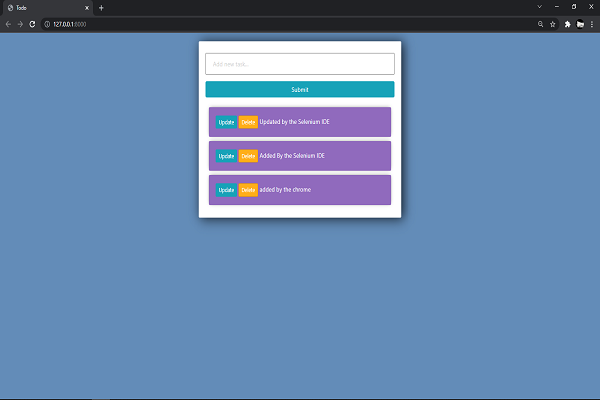 Todo
127.0.0.1:8000
Add new task...
Submit
Update Delete Updated by the Selenium IDE
Update Delete Added By the Selenium IDE
Update Delete added by the chrome